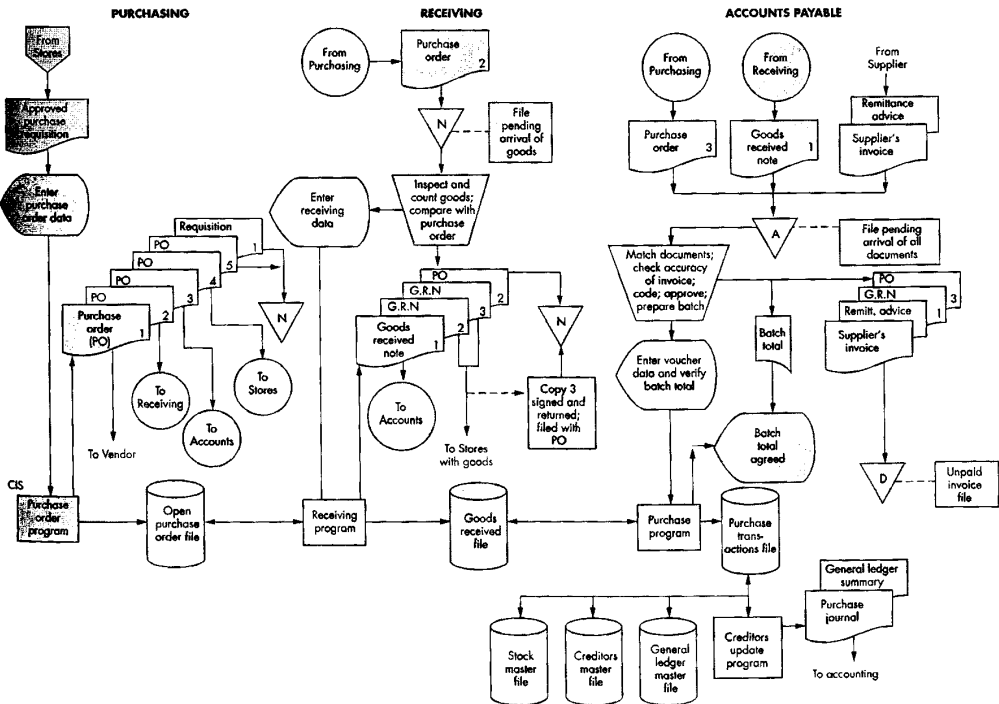 PURCHASING
From
Stores
Approved
purchase
requisition
Enter
purchase
order data
Requisition
1
PO
5
PO
4
PO
3
PO
2
Purchase
order
(PO)
1
N
To
Receiving
To
Accounts
To
Stores
To Vendor
CIS
Purchase
order
program
Open
purchase
order file
RECEIVING
From
Purchasing
Purchase
order
2
N
File
pending
arrival of
goods
Enter
receiving
data
Inspect and
count goods;
compare with
purchase
order
PO
2
G.R.N
3
G.R.N
2
Goods
received
note
1
N
To
Accounts
Copy 3
signed and
returned;
filed with
PO
To Stores
with goods
Receiving
program
Goods
received
file
ACCOUNTS PAYABLE
From
Purchasing
From
Receiving
From
Supplier
Purchase
order
3
Goods
received
note
1
Remittance
advice
Supplier's
invoice
A
File pending
arrival of all
documents
Match documents;
check accuracy
of invoice;
code; approve;
prepare batch
PO
3
G.R.N
1
Remitt. advice
Supplier's
invoice
Batch
total
Enter voucher
data and verify
batch total
Batch
total
agreed
D
Unpaid
invoice
file
Purchase
program
Purchase
trans-
actions file
General ledger
summary
Purchase
journal
Stock
master
file
Creditors
master
file
General
ledger
master file
Creditors
update
program
To accounting